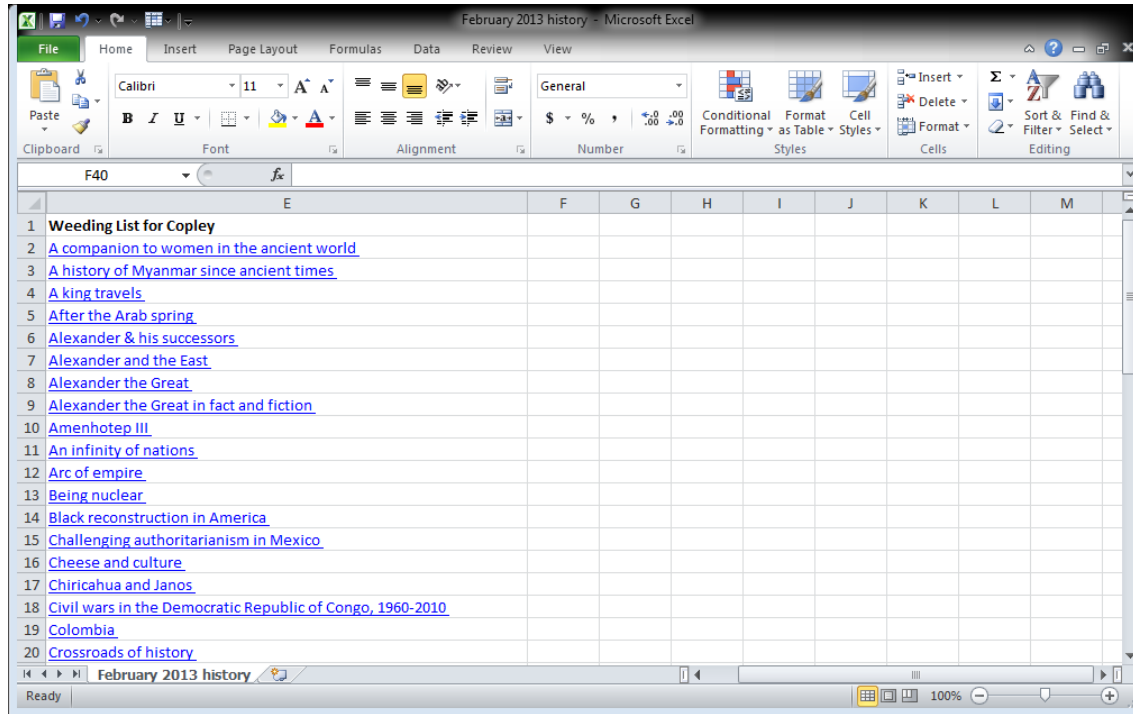 February 2013 history - Microsoft Excel
File Home Insert Page Layout Formulas Data Review View
Calibri 11 A A General Insert Σ
Paste Delete
B I U A $ % , .0 .00 .00 .0 Conditional Format Cell Format Sort & Find &
Formatting as Table Styles Filter Select
Clipboard Font Alignment Number Styles Cells Editing
F40 fx
E F G H I J K L M
1 Weeding List for Copley
2 A companion to women in the ancient world
3 A history of Myanmar since ancient times
4 A king travels
5 After the Arab spring
6 Alexander & his successors
7 Alexander and the East
8 Alexander the Great
9 Alexander the Great in fact and fiction
10 Amenhotep III
11 An infinity of nations
12 Arc of empire
13 Being nuclear
14 Black reconstruction in America
15 Challenging authoritarianism in Mexico
16 Cheese and culture
17 Chiricahua and Janos
18 Civil wars in the Democratic Republic of Congo, 1960-2010
19 Colombia
20 Crossroads of history
February 2013 history
Ready 100%